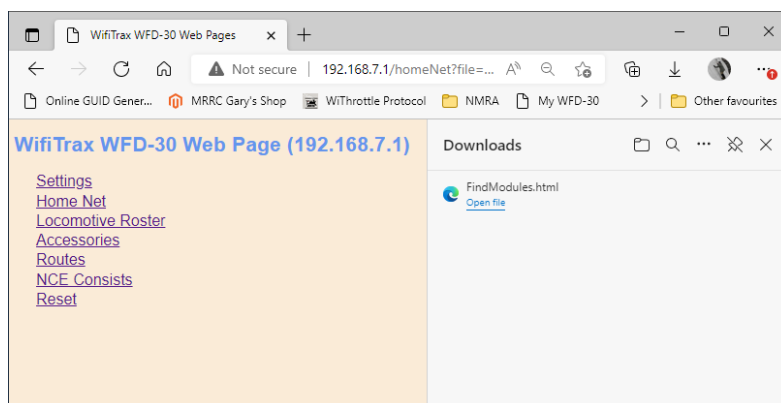 WifiTrax WFD-30 Web Pages
Not secure | 192.168.7.1/homeNet?file=...
Online GUID Gener... MRRC Gary's Shop WiThrottle Protocol NMRA My WFD-30 Other favourites
WifiTrax WFD-30 Web Page (192.168.7.1)
Settings
Home Net
Locomotive Roster
Accessories
Routes
NCE Consists
Reset
Downloads
FindModules.html
Open file